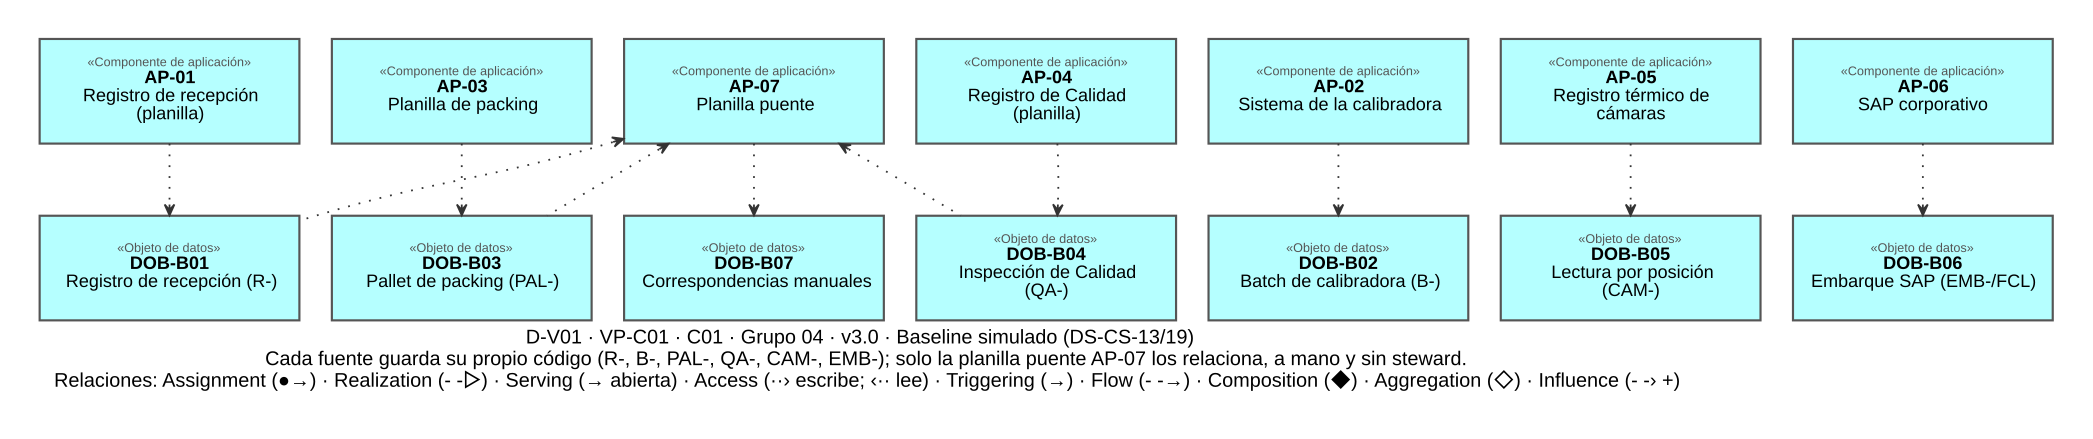 «Componente de aplicación»
AP-01
Registro de recepción
(planilla)
«Componente de aplicación»
AP-03
Planilla de packing
«Componente de aplicación»
AP-07
Planilla puente
«Componente de aplicación»
AP-04
Registro de Calidad
(planilla)
«Componente de aplicación»
AP-02
Sistema de la calibradora
«Componente de aplicación»
AP-05
Registro térmico de
cámaras
«Componente de aplicación»
AP-06
SAP corporativo
«Objeto de datos»
DOB-B01
Registro de recepción (R-)
«Objeto de datos»
DOB-B03
Pallet de packing (PAL-)
«Objeto de datos»
DOB-B07
Correspondencias manuales
«Objeto de datos»
DOB-B04
Inspección de Calidad
(QA-)
«Objeto de datos»
DOB-B02
Batch de calibradora (B-)
«Objeto de datos»
DOB-B05
Lectura por posición
(CAM-)
«Objeto de datos»
DOB-B06
Embarque SAP (EMB-/FCL)
D-V01 · VP-C01 · C01 · Grupo 04 · v3.0 · Baseline simulado (DS-CS-13/19)
Cada fuente guarda su propio código (R-, B-, PAL-, QA-, CAM-, EMB-); solo la planilla puente AP-07 los relaciona, a mano y sin steward.
Relaciones: Assignment (●→) · Realization (- -▷) · Serving (→ abierta) · Access (··› escribe; ‹·· lee) · Triggering (→) · Flow (- -→) · Composition (◆) · Aggregation (◇) · Influence (- -› +)